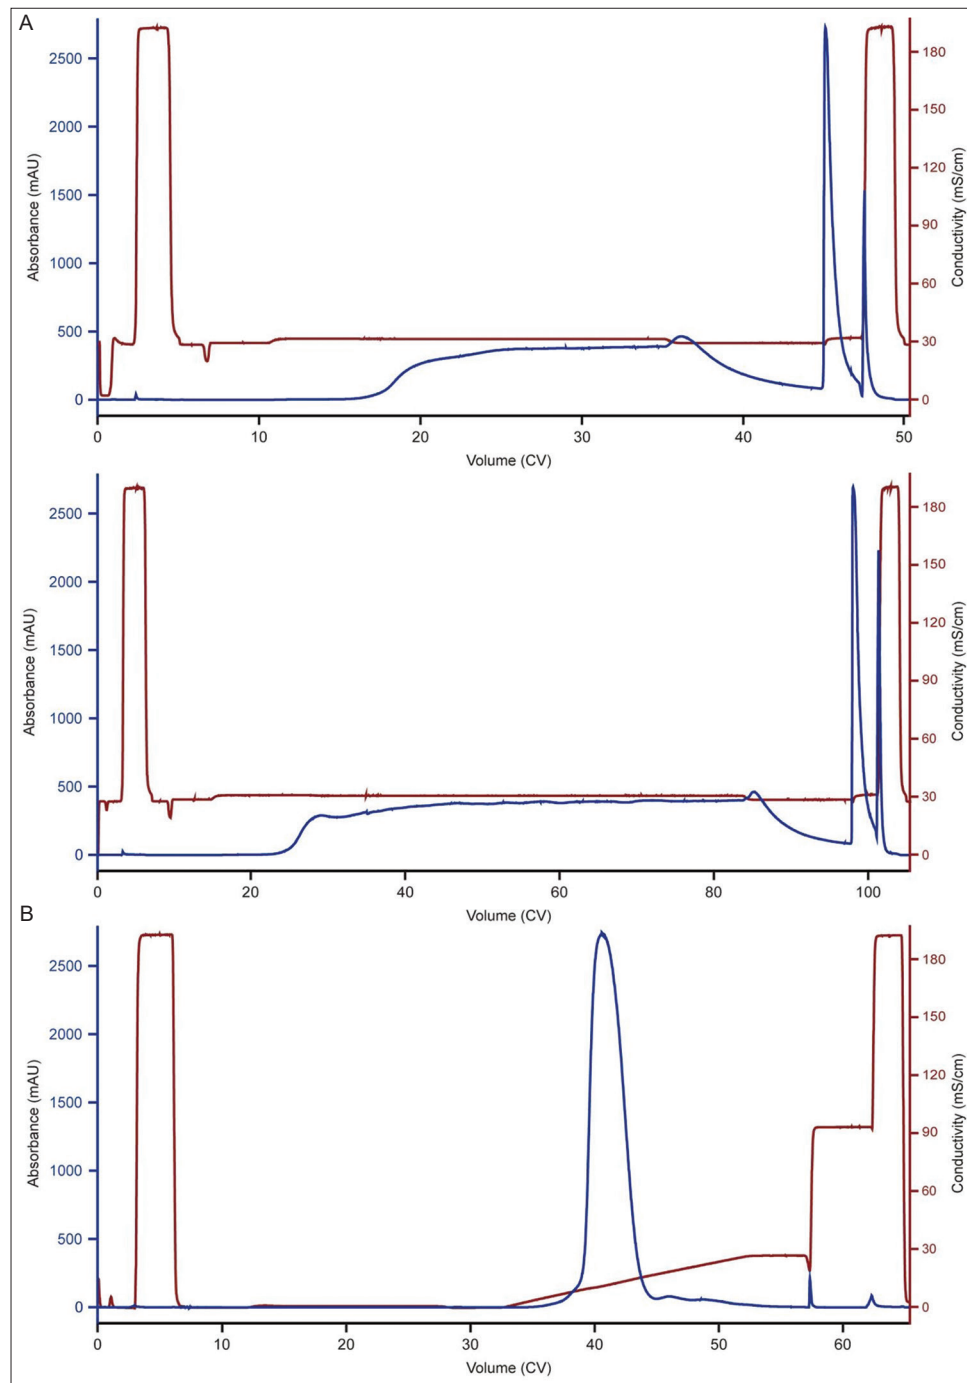 A
2500
2000
1500
1000
500
0
Absorbance (mAU)
180
150
120
90
60
30
0
Conductivity (mS/cm)
0 10 20 30 40 50
Volume (CV)
2500
2000
1500
1000
500
0
Absorbance (mAU)
180
150
120
90
60
30
0
Conductivity (mS/cm)
0 20 40 60 80 100
Volume (CV)
B
2500
2000
1500
1000
500
0
Absorbance (mAU)
180
150
120
90
60
30
0
Conductivity (mS/cm)
0 10 20 30 40 50 60
Volume (CV)